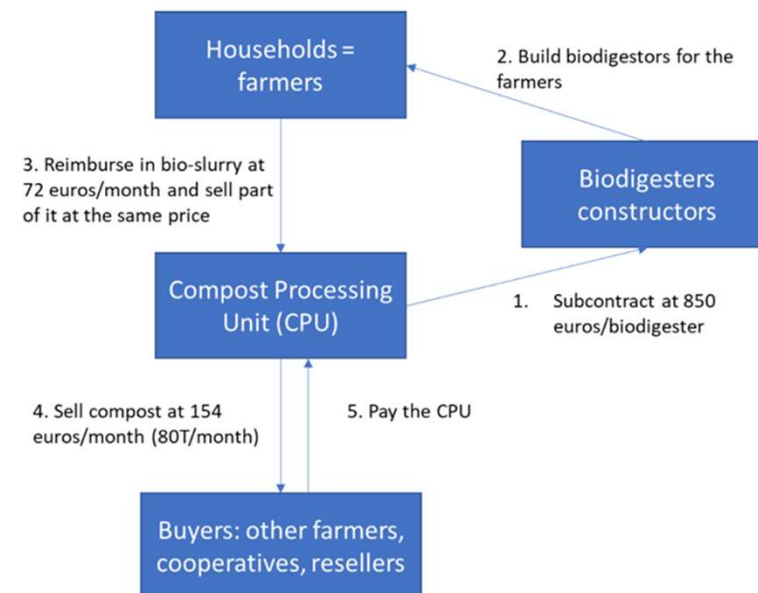 Households =
farmers
2. Build biodigestors for the
farmers
3. Reimburse in bio-slurry at
72 euros/month and sell part
of it at the same price
Biodigesters
constructors
Compost Processing
Unit (CPU)
1. Subcontract at 850
euros/biodigester
4. Sell compost at 154
euros/month (80T/month)
5. Pay the CPU
Buyers: other farmers,
cooperatives, resellers